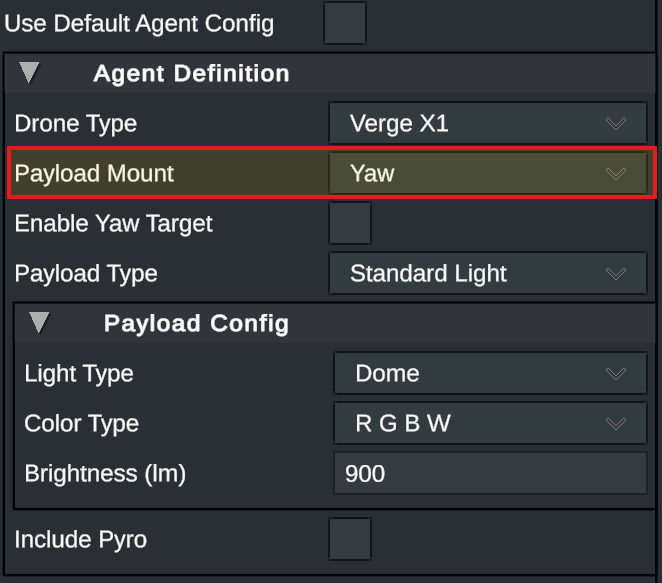 Use Default Agent Config
Agent Definition
Drone Type Verge X1
Payload Mount Yaw
Enable Yaw Target
Payload Type Standard Light
Payload Config
Light Type Dome
Color Type R G B W
Brightness (lm) 900
Include Pyro